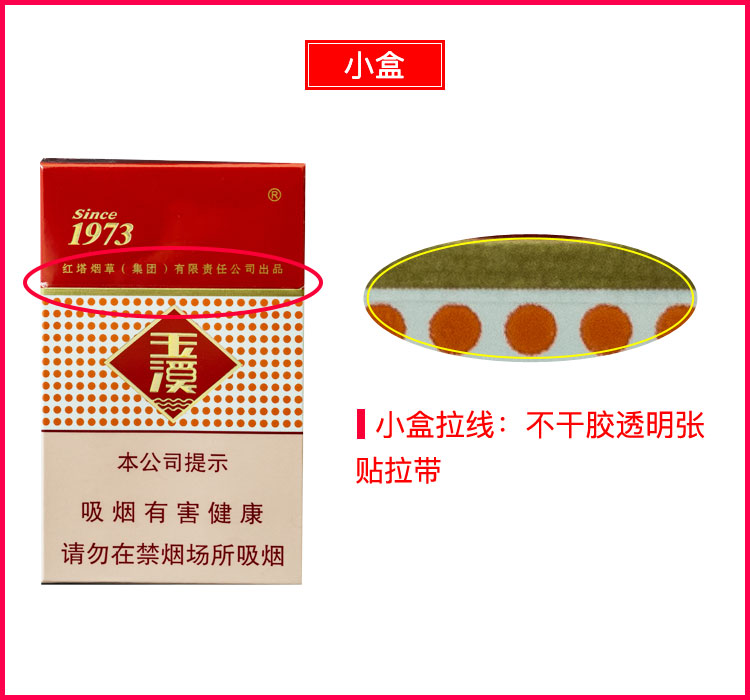 小盒
®
Since
1973
红塔烟草（集团）有限责任公司出品
玉溪
本公司提示
吸烟有害健康
请勿在禁烟场所吸烟
小盒拉线：不干胶透明张
贴拉带